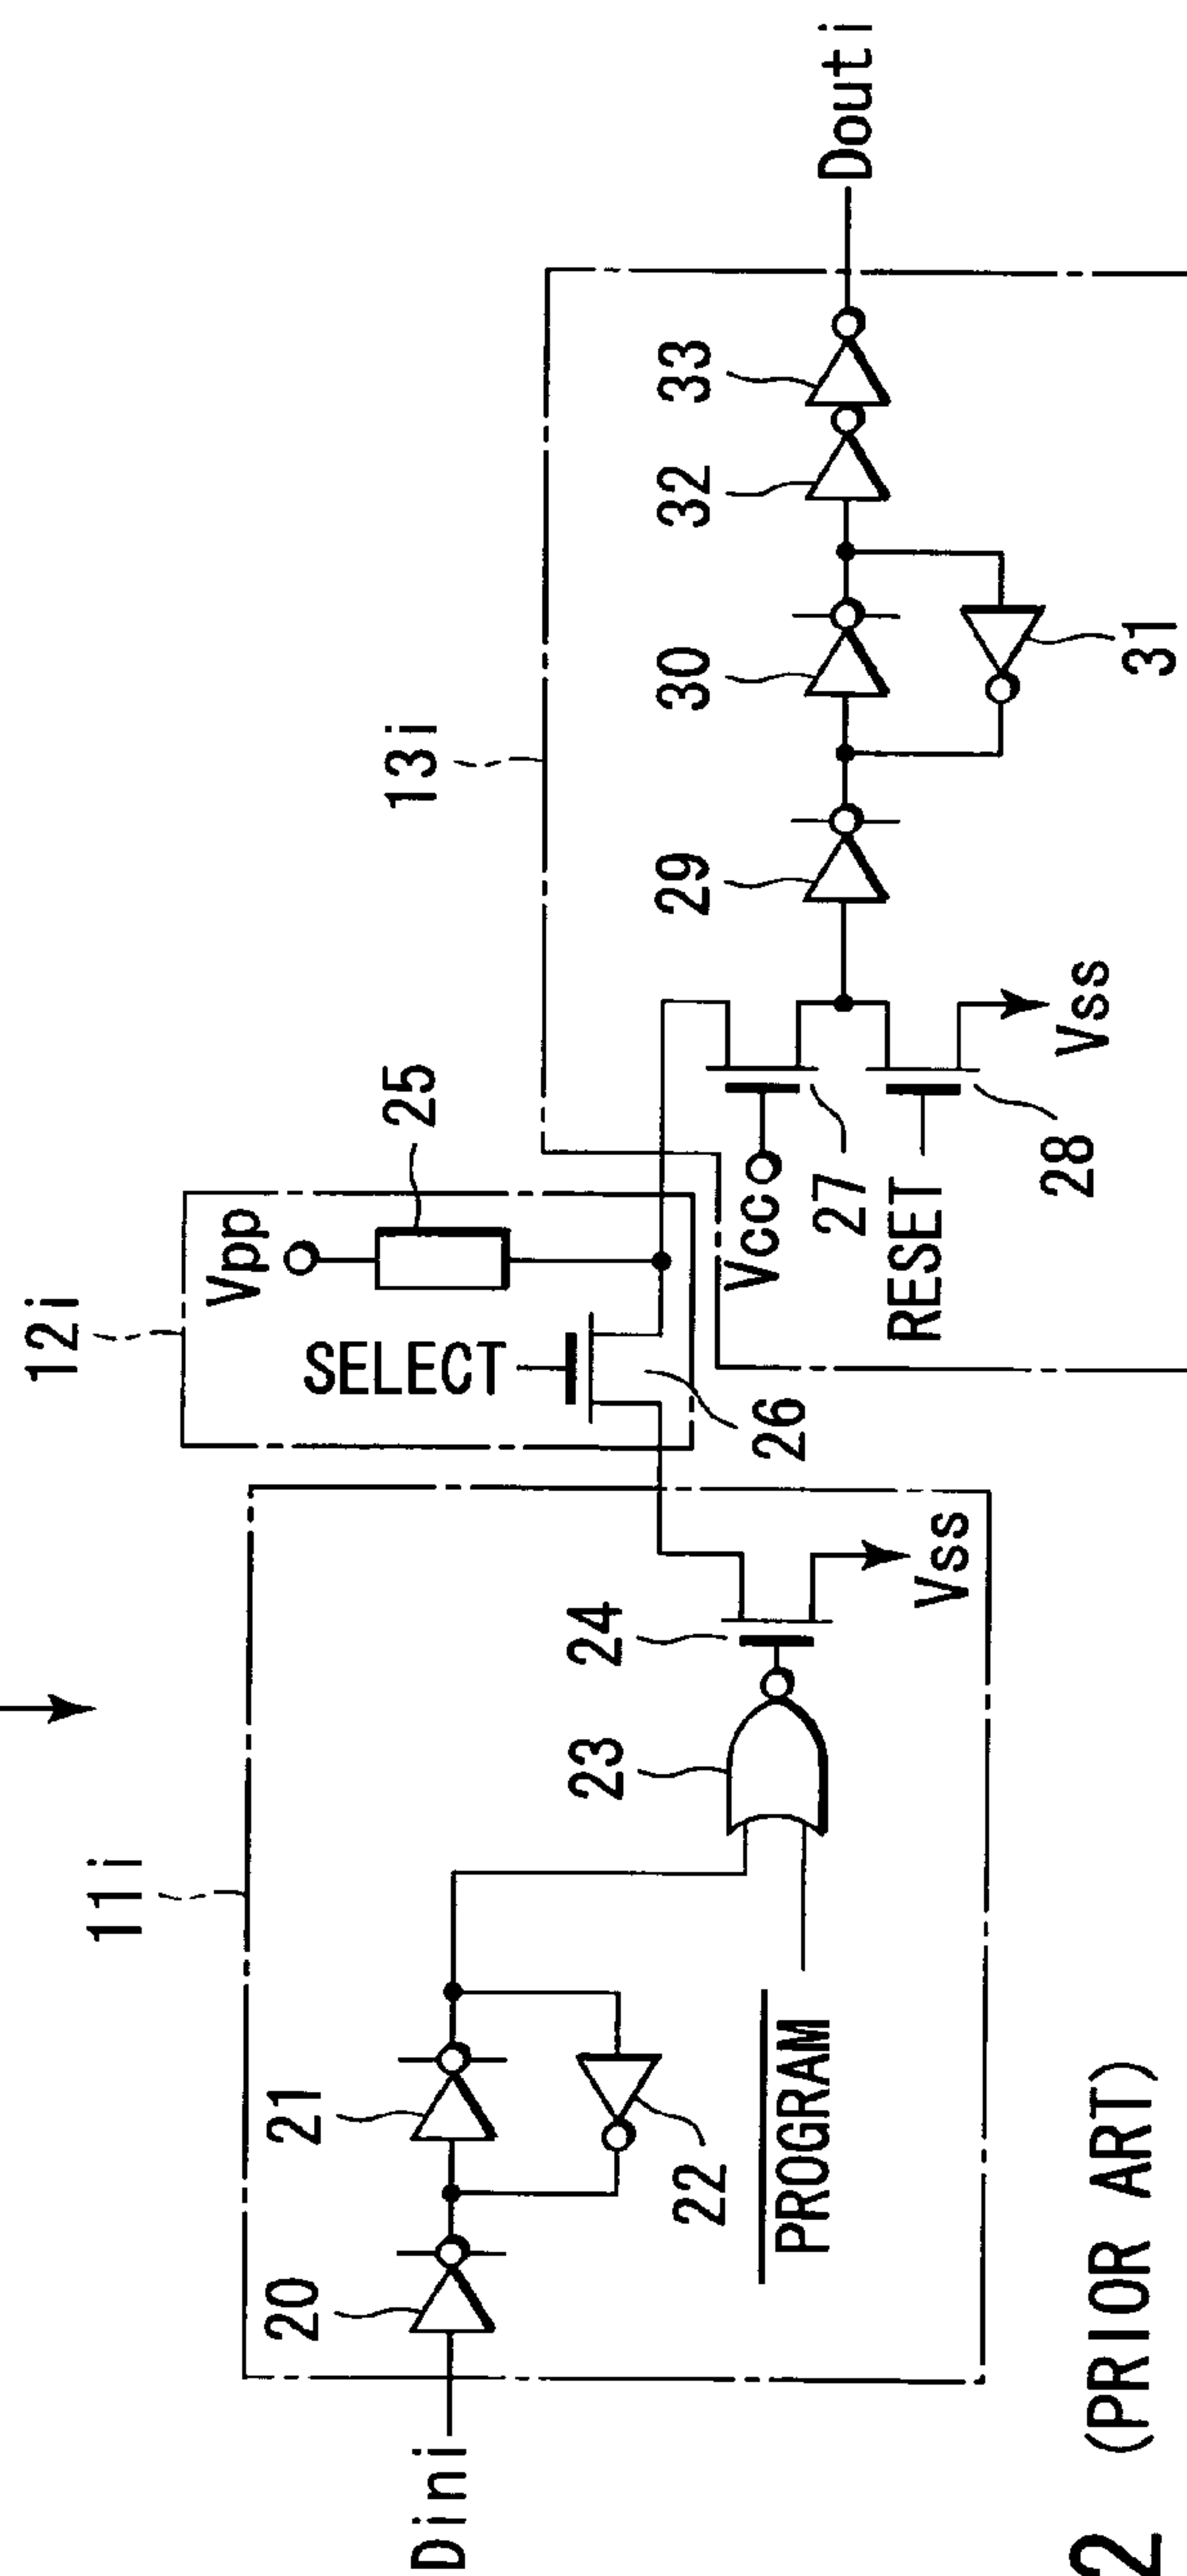 12i
13i
11i
Vpp
25
SELECT
26
Dini
20
21
22
PROGRAM
23
24
Vss
Vcc
27
RESET
28
Vss
29
30
31
32
33
Douti
2 (PRIOR ART)